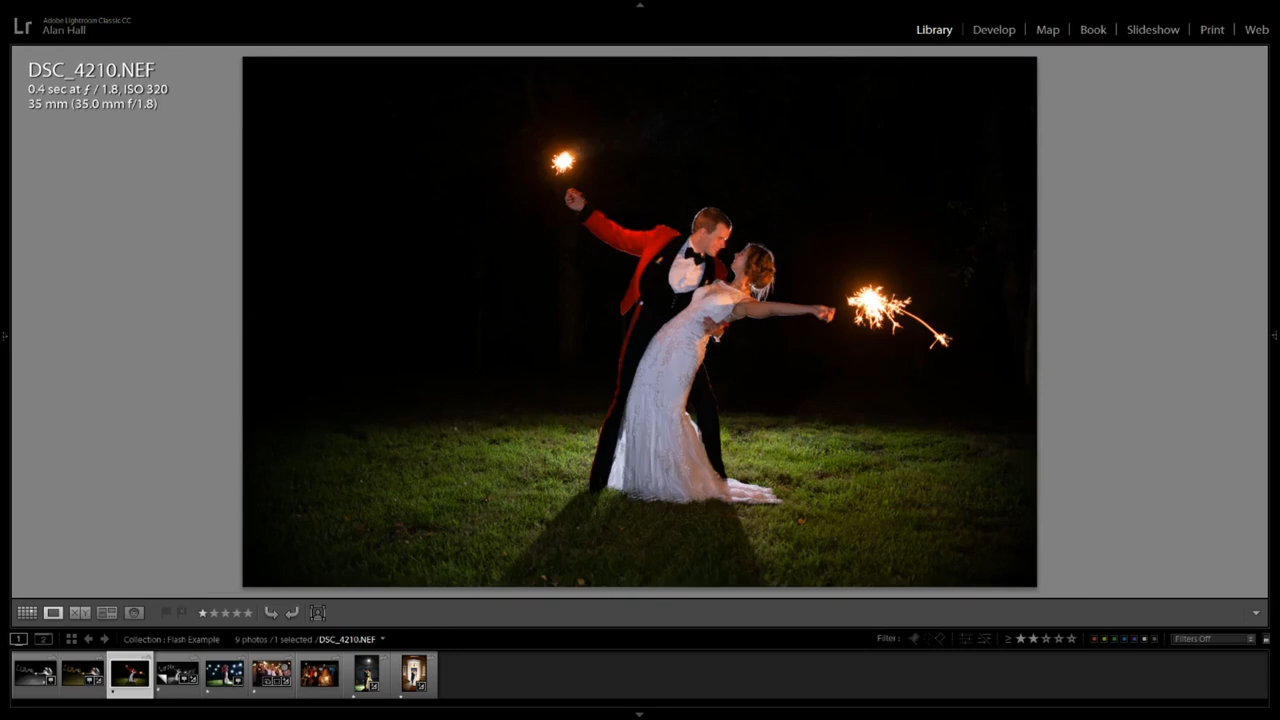 Lr
Adobe Lightroom Classic CC
Alan Hall
Library | Develop | Map | Book | Slideshow | Print | Web
DSC_4210.NEF
0.4 sec at ƒ / 1.8, ISO 320
35 mm (35.0 mm f/1.8)
X Y
1 2 Collection : Flash Example 9 photos / 1 selected / DSC_4210.NEF Filter : ≥ Filters Off